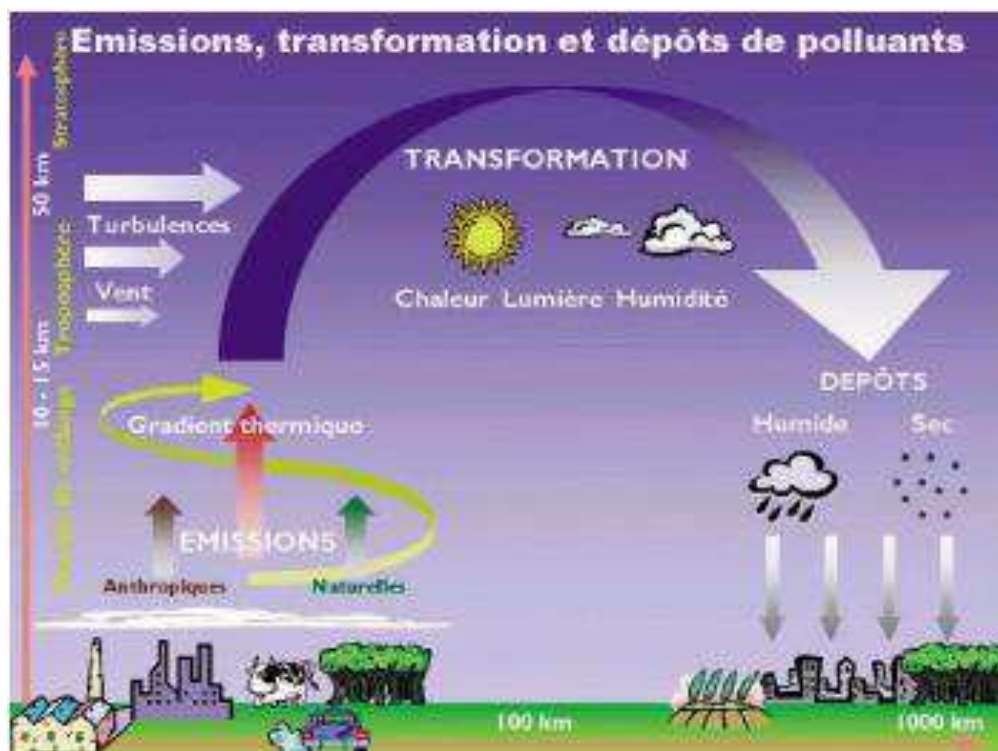 Emissions, transformation et dépôts de polluants
Stratosphère
50 km
Troposphère
10 - 15 km
TRANSFORMATION
Turbulences
Vent
Chaleur Lumière Humidité
Gradient thermique
EMISSIONS
Anthropiques
Naturelles
DEPÔTS
Humide
Sec
100 km
1000 km